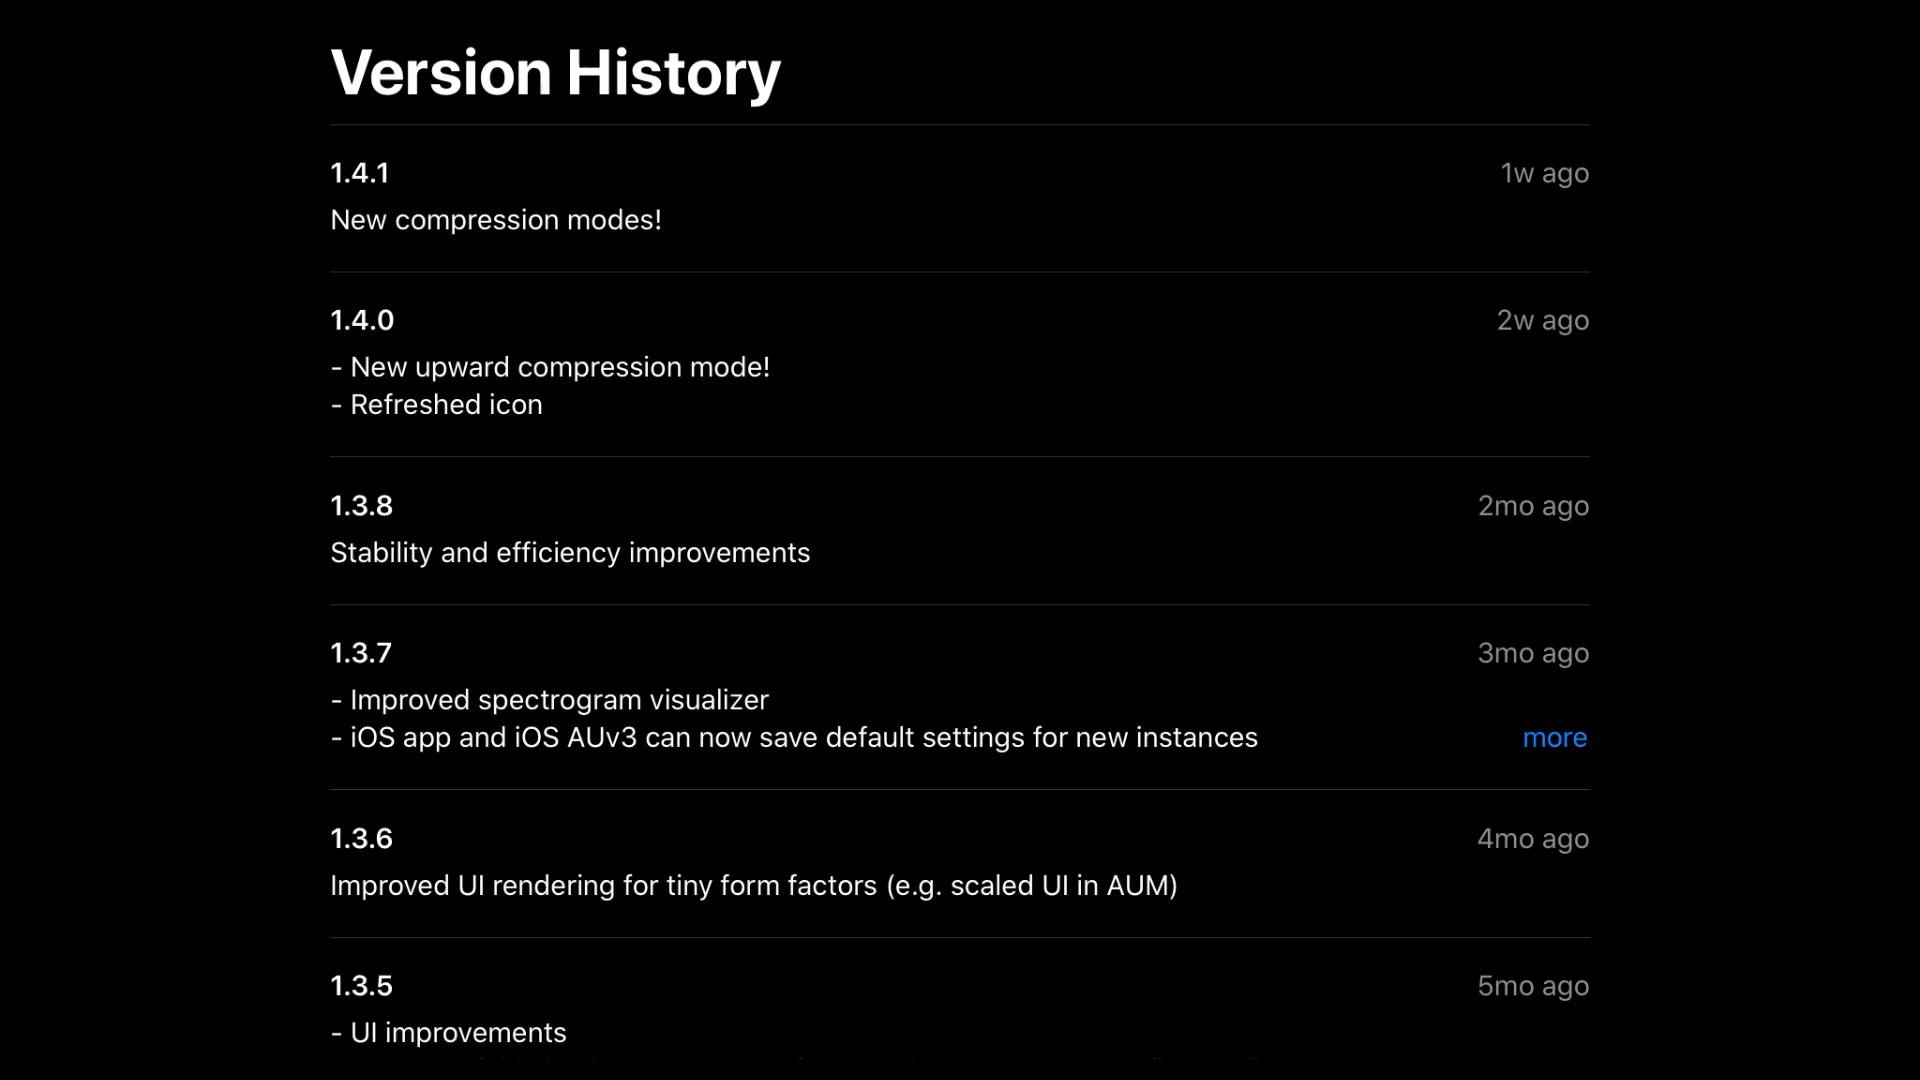 Version History
1.4.1
1w ago
New compression modes!
1.4.0
2w ago
- New upward compression mode!
- Refreshed icon
1.3.8
2mo ago
Stability and efficiency improvements
1.3.7
3mo ago
- Improved spectrogram visualizer
- iOS app and iOS AUv3 can now save default settings for new instances
more
1.3.6
4mo ago
Improved UI rendering for tiny form factors (e.g. scaled UI in AUM)
1.3.5
5mo ago
- UI improvements